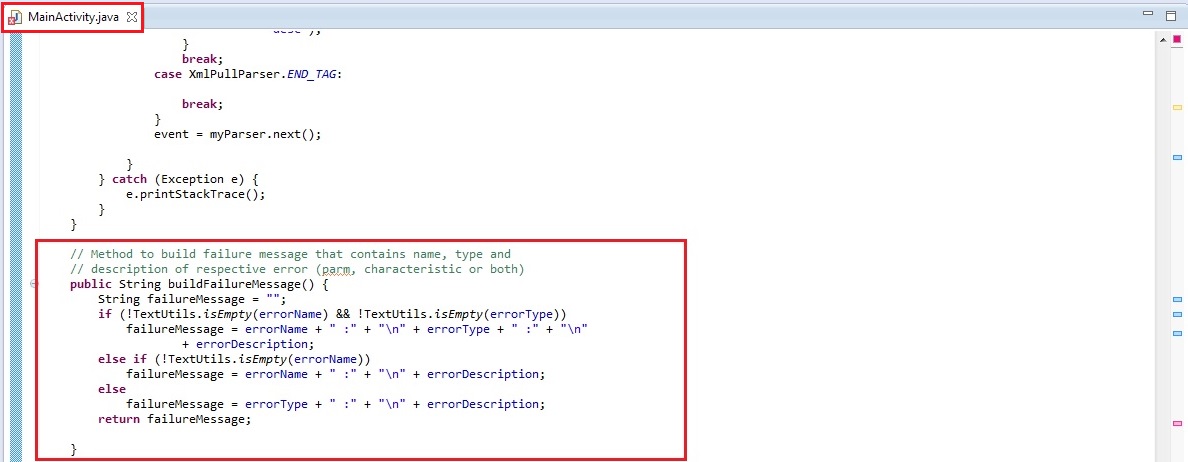 MainActivity.java
desc");
}
break;
case XmlPullParser.END_TAG:
break;
}
event = myParser.next();
}
} catch (Exception e) {
e.printStackTrace();
}
}
// Method to build failure message that contains name, type and
// description of respective error (parm, characteristic or both)
public String buildFailureMessage() {
String failureMessage = "";
if (!TextUtils.isEmpty(errorName) && !TextUtils.isEmpty(errorType))
failureMessage = errorName + " :" + "\n" + errorType + " :" + "\n"
+ errorDescription;
else if (!TextUtils.isEmpty(errorName))
failureMessage = errorName + " :" + "\n" + errorDescription;
else
failureMessage = errorType + " :" + "\n" + errorDescription;
return failureMessage;
}